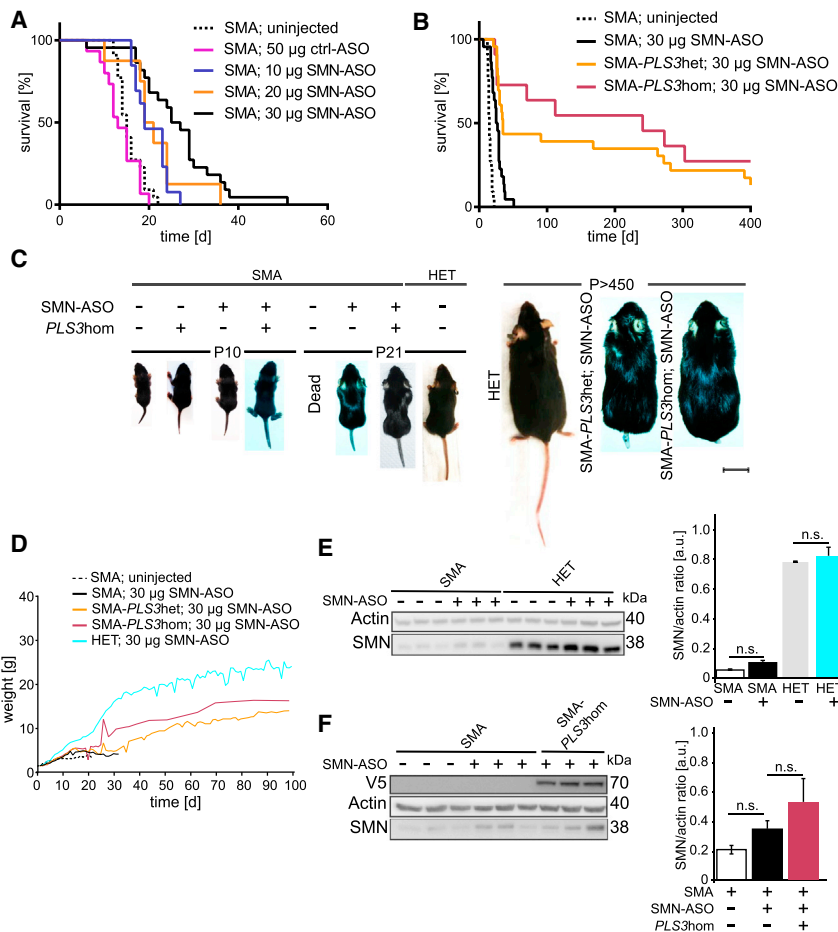 A
SMA; uninjected
SMA; 50 µg ctrl-ASO
SMA; 10 µg SMN-ASO
SMA; 20 µg SMN-ASO
SMA; 30 µg SMN-ASO
survival [%]
100
50
0
0 20 40 60
time [d]
B
SMA; uninjected
SMA; 30 µg SMN-ASO
SMA-PLS3het; 30 µg SMN-ASO
SMA-PLS3hom; 30 µg SMN-ASO
survival [%]
100
50
0
0 100 200 300 400
time [d]
C
SMA HET
SMN-ASO - - + + - + + -
PLS3hom - + - + + -
P10 P21
Dead
P>450
HET
SMA-PLS3het; SMN-ASO
SMA-PLS3hom; SMN-ASO
D
SMA; uninjected
SMA; 30 µg SMN-ASO
SMA-PLS3het; 30 µg SMN-ASO
SMA-PLS3hom; 30 µg SMN-ASO
HET; 30 µg SMN-ASO
weight [g]
40
30
20
10
0
0 10 20 30 40 50 60 70 80 90 100
time [d]
E
SMA HET
SMN-ASO - - - + + + - - - + + + kDa
Actin 40
SMN 38
SMN/actin ratio [a.u.]
1.0
0.8
0.6
0.4
0.2
0
n.s. n.s.
SMA SMA HET HET
SMN-ASO - + - +
F
SMA SMA-PLS3hom
SMN-ASO - - - + + + + + + kDa
V5 70
Actin 40
SMN 38
SMN/actin ratio [a.u.]
1.0
0.8
0.6
0.4
0.2
0
n.s. n.s.
SMA + + +
SMN-ASO - + +
PLS3hom - - +